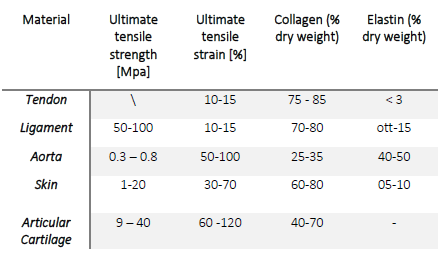 Material Ultimate tensile strength [Mpa] Ultimate tensile strain [%] Collagen (% dry weight) Elastin (% dry weight)
Tendon \ 10-15 75 - 85 < 3
Ligament 50-100 10-15 70-80 ott-15
Aorta 0.3 – 0.8 50-100 25-35 40-50
Skin 1-20 30-70 60-80 05-10
Articular Cartilage 9 – 40 60 -120 40-70 -